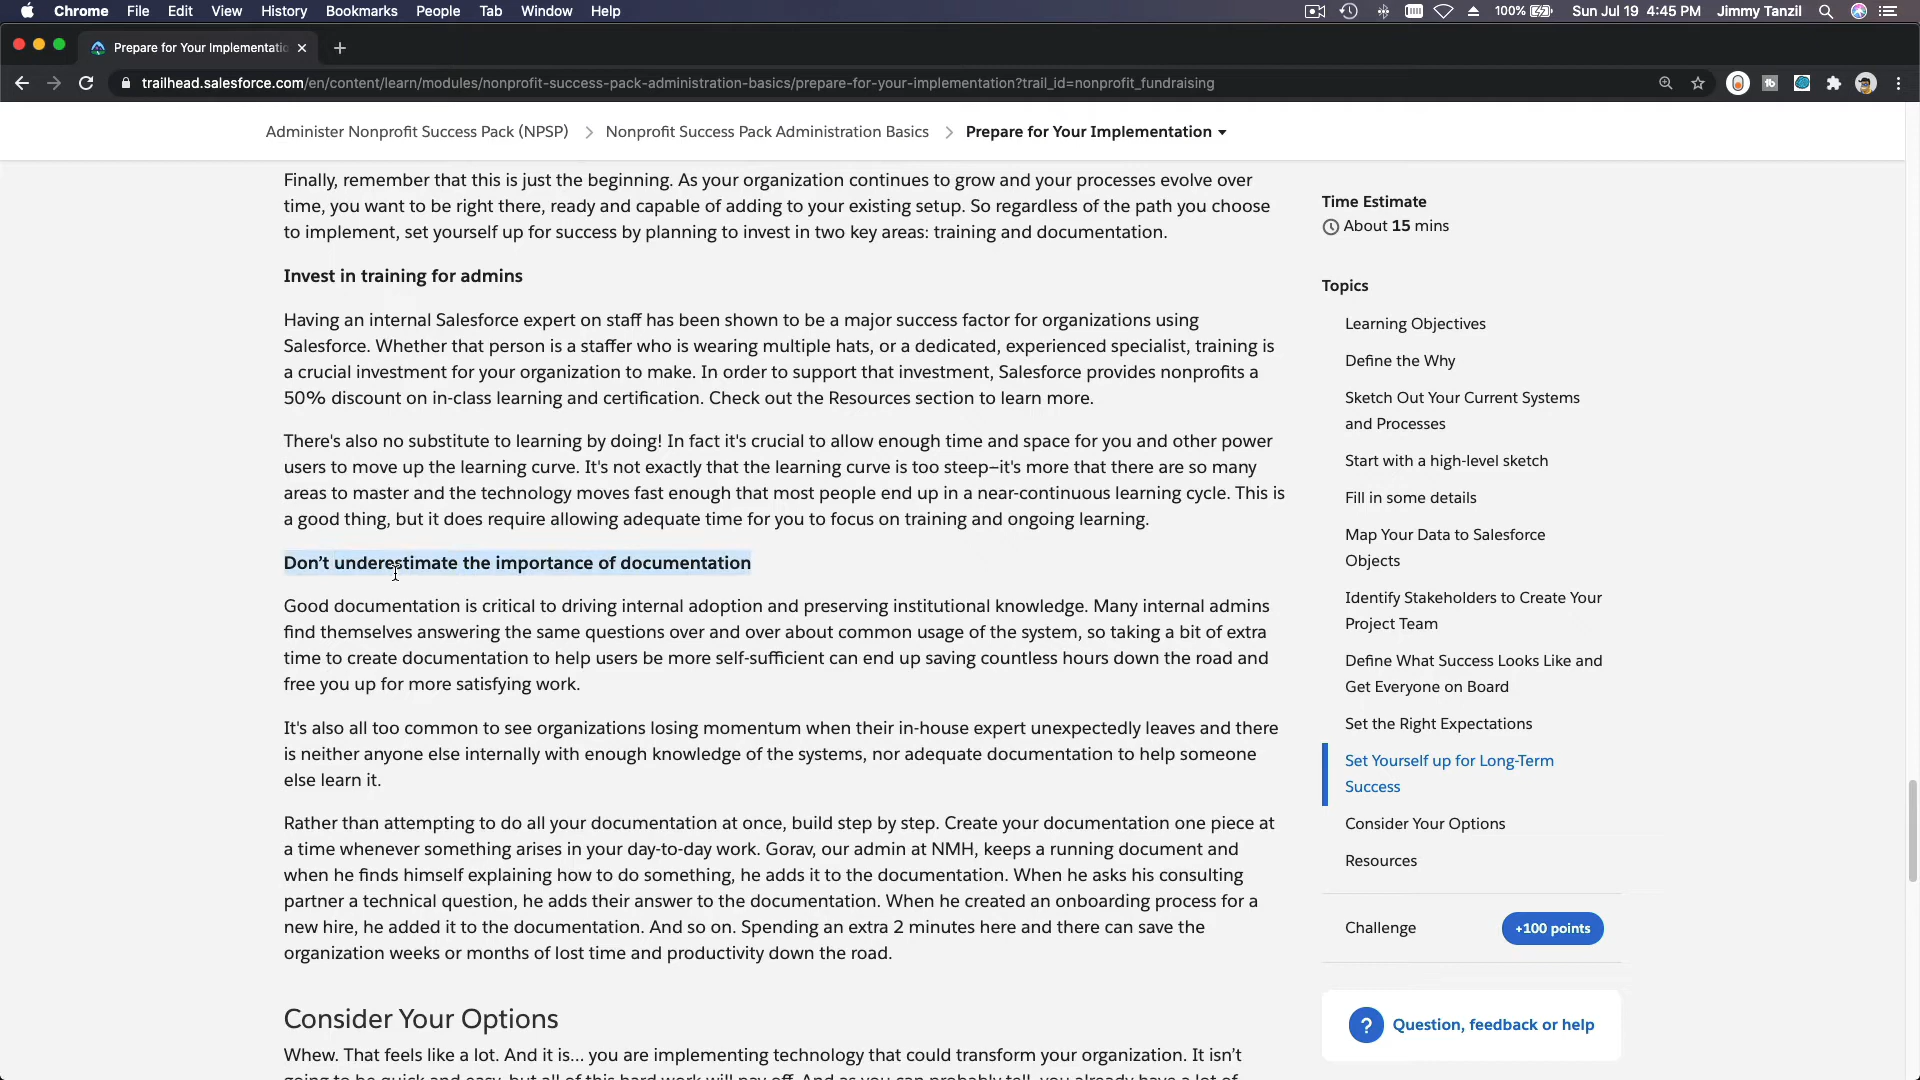 Chrome File Edit View History Bookmarks People Tab Window Help 100% Sun Jul 19 4:45 PM Jimmy Tanzil
Prepare for Your Implementatio
trailhead.salesforce.com/en/content/learn/modules/nonprofit-success-pack-administration-basics/prepare-for-your-implementation?trail_id=nonprofit_fundraising
Administer Nonprofit Success Pack (NPSP) > Nonprofit Success Pack Administration Basics > Prepare for Your Implementation
Finally, remember that this is just the beginning. As your organization continues to grow and your processes evolve over
time, you want to be right there, ready and capable of adding to your existing setup. So regardless of the path you choose
to implement, set yourself up for success by planning to invest in two key areas: training and documentation.
Invest in training for admins
Having an internal Salesforce expert on staff has been shown to be a major success factor for organizations using
Salesforce. Whether that person is a staffer who is wearing multiple hats, or a dedicated, experienced specialist, training is
a crucial investment for your organization to make. In order to support that investment, Salesforce provides nonprofits a
50% discount on in-class learning and certification. Check out the Resources section to learn more.
There's also no substitute to learning by doing! In fact it's crucial to allow enough time and space for you and other power
users to move up the learning curve. It's not exactly that the learning curve is too steep–it's more that there are so many
areas to master and the technology moves fast enough that most people end up in a near-continuous learning cycle. This is
a good thing, but it does require allowing adequate time for you to focus on training and ongoing learning.
Don’t underestimate the importance of documentation
Good documentation is critical to driving internal adoption and preserving institutional knowledge. Many internal admins
find themselves answering the same questions over and over about common usage of the system, so taking a bit of extra
time to create documentation to help users be more self-sufficient can end up saving countless hours down the road and
free you up for more satisfying work.
It's also all too common to see organizations losing momentum when their in-house expert unexpectedly leaves and there
is neither anyone else internally with enough knowledge of the systems, nor adequate documentation to help someone
else learn it.
Rather than attempting to do all your documentation at once, build step by step. Create your documentation one piece at
a time whenever something arises in your day-to-day work. Gorav, our admin at NMH, keeps a running document and
when he finds himself explaining how to do something, he adds it to the documentation. When he asks his consulting
partner a technical question, he adds their answer to the documentation. When he created an onboarding process for a
new hire, he added it to the documentation. And so on. Spending an extra 2 minutes here and there can save the
organization weeks or months of lost time and productivity down the road.
Consider Your Options
Whew. That feels like a lot. And it is... you are implementing technology that could transform your organization. It isn’t
going to be quick and easy, but all of this hard work will pay off. And as you can probably tell, you already have a lot of
Time Estimate
About 15 mins
Topics
Learning Objectives
Define the Why
Sketch Out Your Current Systems
and Processes
Start with a high-level sketch
Fill in some details
Map Your Data to Salesforce
Objects
Identify Stakeholders to Create Your
Project Team
Define What Success Looks Like and
Get Everyone on Board
Set the Right Expectations
Set Yourself up for Long-Term
Success
Consider Your Options
Resources
Challenge +100 points
? Question, feedback or help